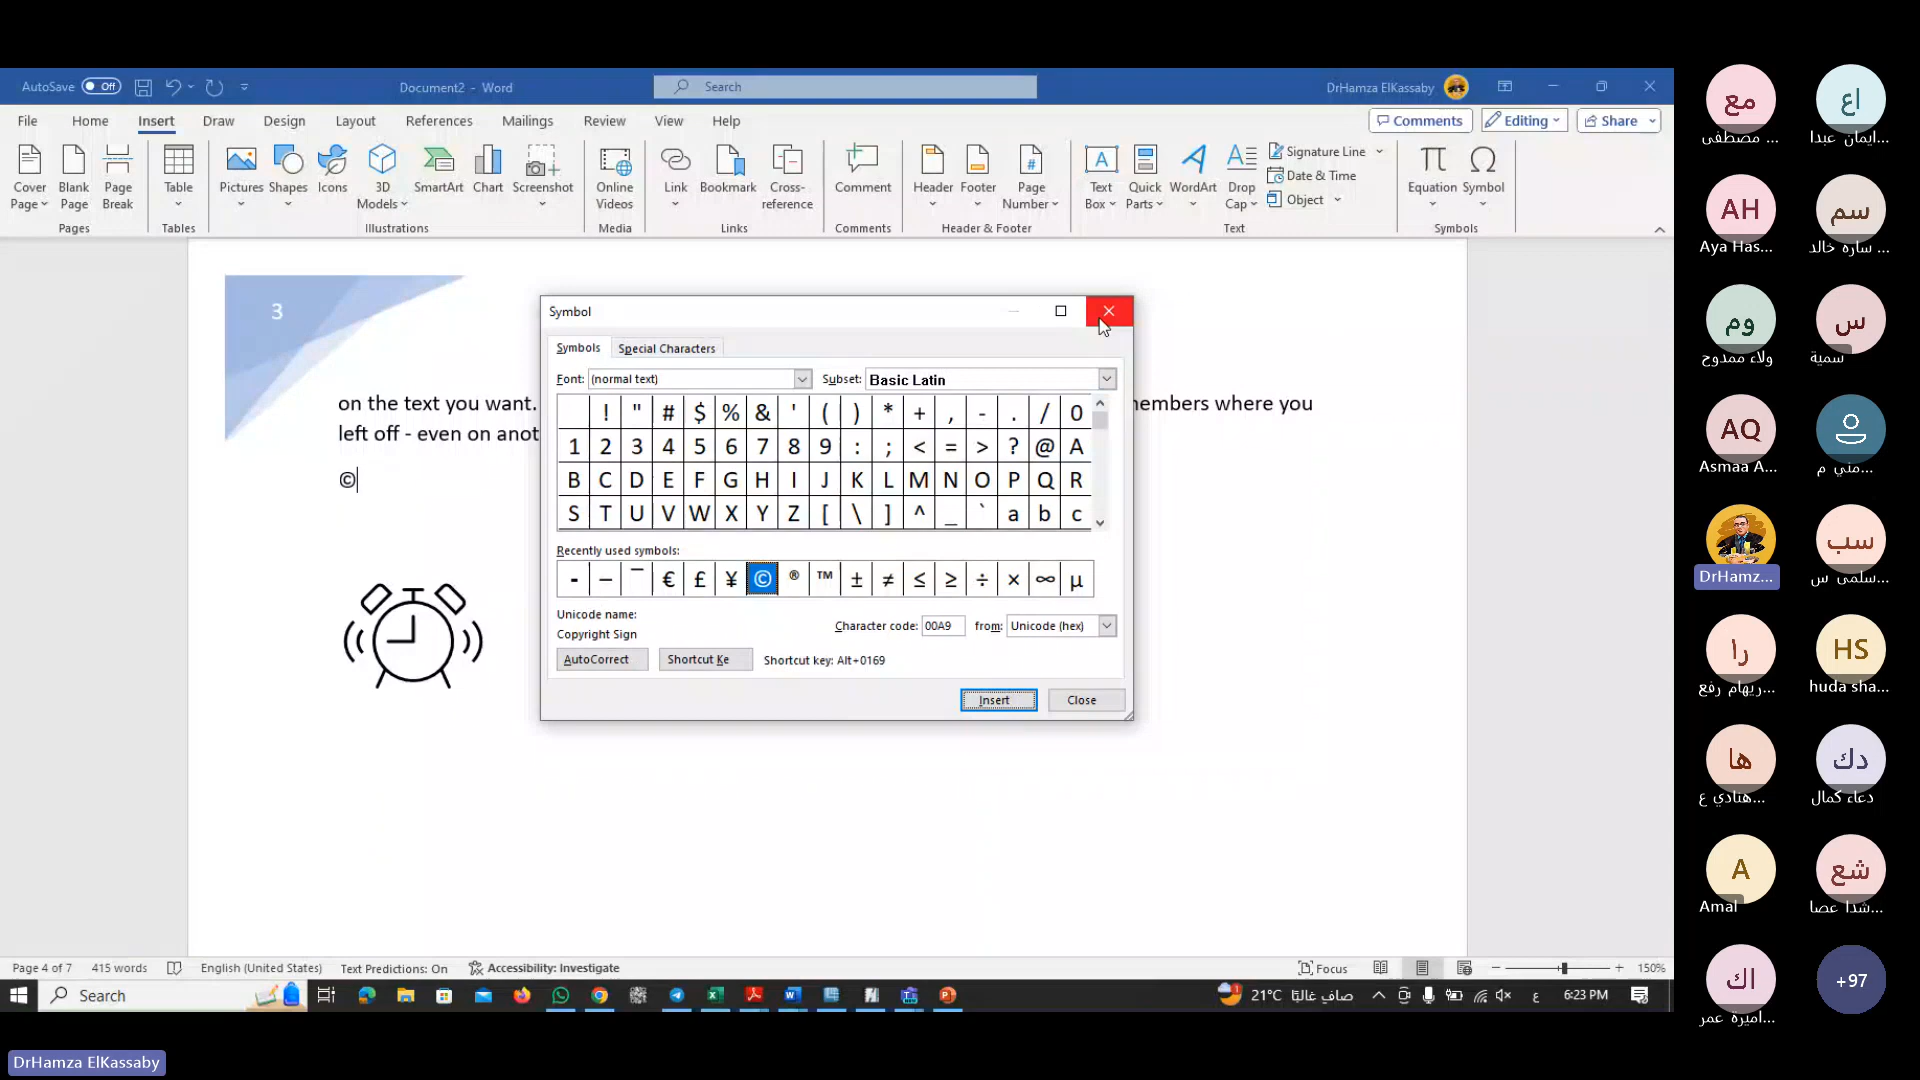 AutoSave Off
Document2 - Word
Search
DrHamza ElKassaby
File Home Insert Draw Design Layout References Mailings Review View Help
Comments Editing Share
Cover Page
Blank Page
Page Break
Table
Pictures Shapes Icons
3D Models
SmartArt Chart Screenshot
Online Videos
Link Bookmark
Cross-reference
Comment
Header Footer
Page Number
Text Box
Quick Parts
WordArt
Drop Cap
Signature Line
Date & Time
Object
Equation Symbol
Pages Tables Illustrations Media Links Comments Header & Footer Text Symbols
3
on the text you want.
members where you
left off - even on anot
©
Symbol
Symbols Special Characters
Font: (normal text) Subset: Basic Latin
! " # $ % & ' ( ) * + , - . / 0
1 2 3 4 5 6 7 8 9 : ; < = > ? @ A
B C D E F G H I J K L M N O P Q R
S T U V W X Y Z [ \ ] ^ _ ` a b c
Recently used symbols:
- – ¯ € £ ¥ © ® ™ ± ≠ ≤ ≥ ÷ × ∞ µ
Unicode name:
Copyright Sign
Character code: 00A9 from: Unicode (hex)
AutoCorrect Shortcut Ke Shortcut key: Alt+0169
Insert Close
Page 4 of 7 415 words English (United States) Text Predictions: On Accessibility: Investigate
Focus 150%
Search
21°C صافٍ غالبًا ع 6:23 PM
DrHamza ElKassaby
مع
مصطفى ...
اع
ايمان عبدا...
AH
Aya Has...
سم
ساره خالد ...
وم
ولاء ممدوح
س
سمية
AQ
Asmaa A...
مني م...
DrHamz...
سب
سلمى س...
را
ريهام رفع...
HS
huda sha...
ها
هنادي ع...
دك
دعاء كمال
A
Amal
شع
شدا عصا...
اك
اميرة عمر...
+97